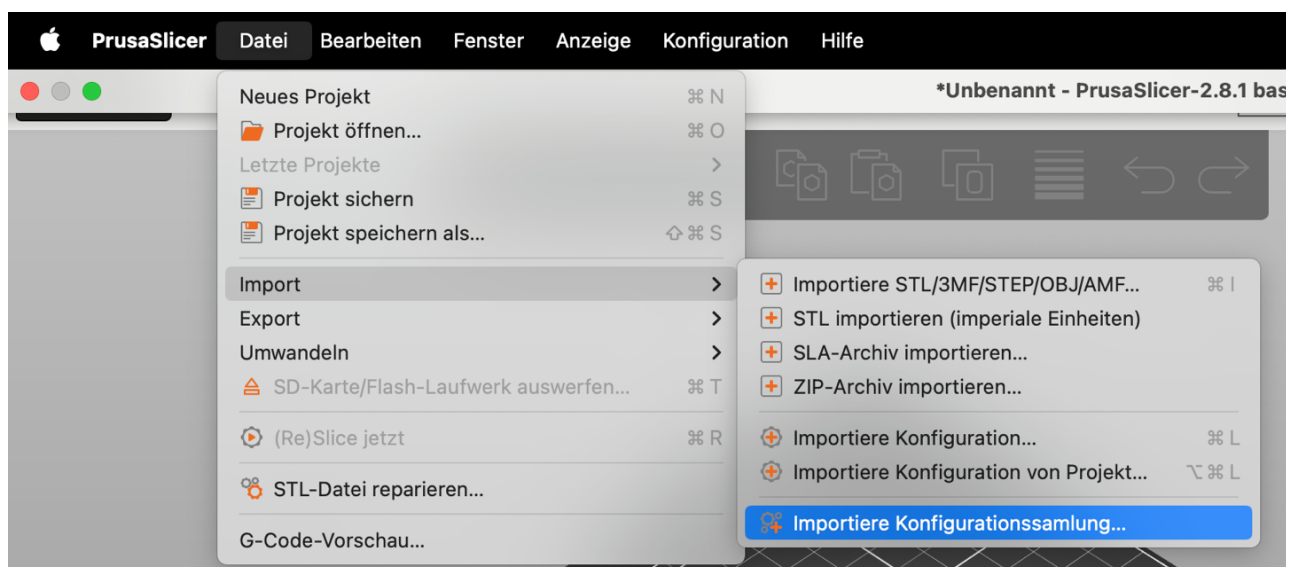 PrusaSlicer Datei Bearbeiten Fenster Anzeige Konfiguration Hilfe
*Unbenannt - PrusaSlicer-2.8.1 bas
Neues Projekt ⌘ N
Projekt öffnen... ⌘ O
Letzte Projekte >
Projekt sichern ⌘ S
Projekt speichern als... ⇧ ⌘ S
Import >
Export >
Umwandeln >
SD-Karte/Flash-Laufwerk auswerfen... ⌘ T
(Re)Slice jetzt ⌘ R
STL-Datei reparieren...
G-Code-Vorschau...
Importiere STL/3MF/STEP/OBJ/AMF... ⌘ I
STL importieren (imperiale Einheiten)
SLA-Archiv importieren...
ZIP-Archiv importieren...
Importiere Konfiguration... ⌘ L
Importiere Konfiguration von Projekt... ⌥ ⌘ L
Importiere Konfigurationssamlung...